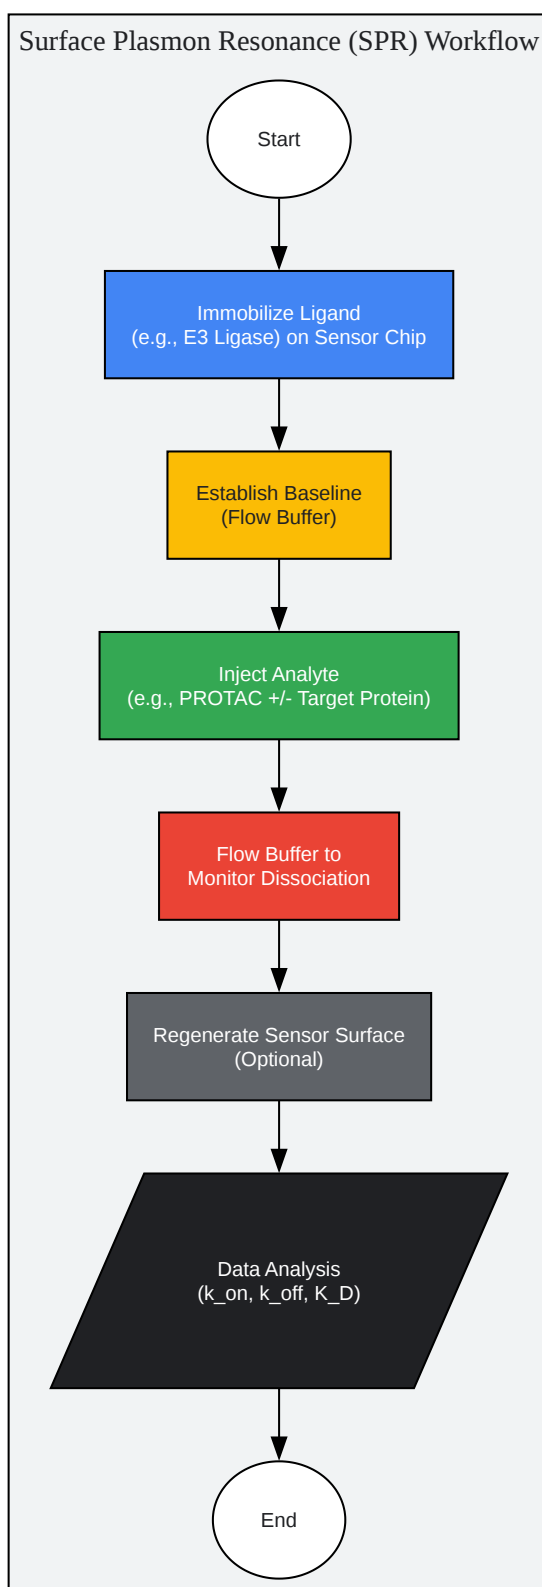 Surface Plasmon Resonance (SPR) Workflow
Start
Immobilize Ligand
(e.g., E3 Ligase) on Sensor Chip
Establish Baseline
(Flow Buffer)
Inject Analyte
(e.g., PROTAC +/- Target Protein)
Flow Buffer to
Monitor Dissociation
Regenerate Sensor Surface
(Optional)
Data Analysis
(k_on, k_off, K_D)
End